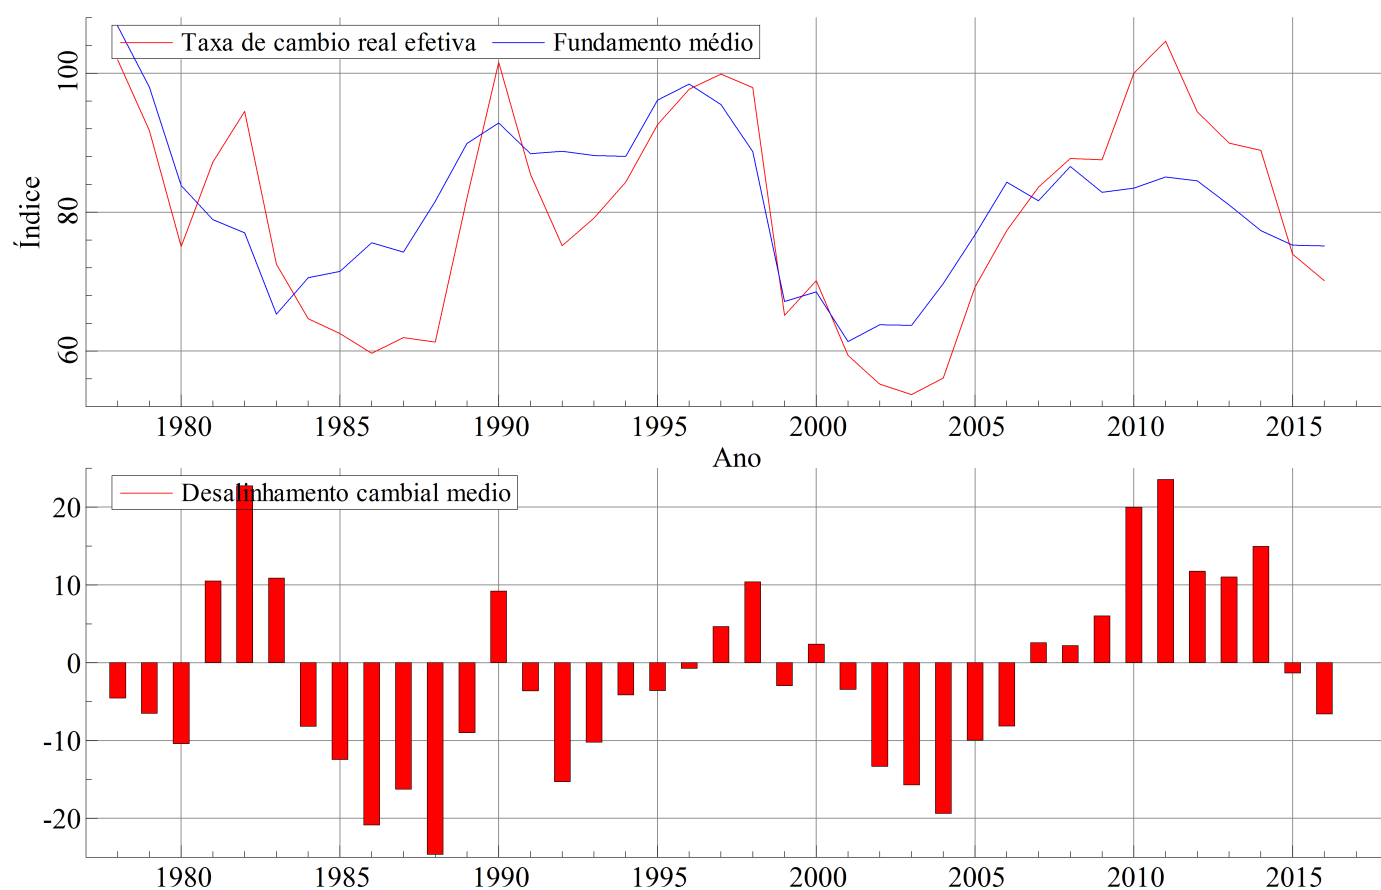 Taxa de cambio real efetiva Fundamento médio
100
80
60
Índice
1980 1985 1990 1995 2000 2005 2010 2015
Ano
Desalinhamento cambial medio
20
10
0
-10
-20
1980 1985 1990 1995 2000 2005 2010 2015